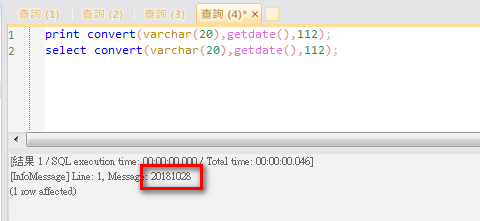 查詢 (1) 查詢 (2) 查詢 (3) 查詢 (4)* ×
1 print convert(varchar(20),getdate(),112);
2 select convert(varchar(20),getdate(),112);
[結果 1 / SQL execution time: 00:00:00.000 / Total time: 00:00:00.046]
[InfoMessage] Line: 1, Message: 20181028
(1 row affected)